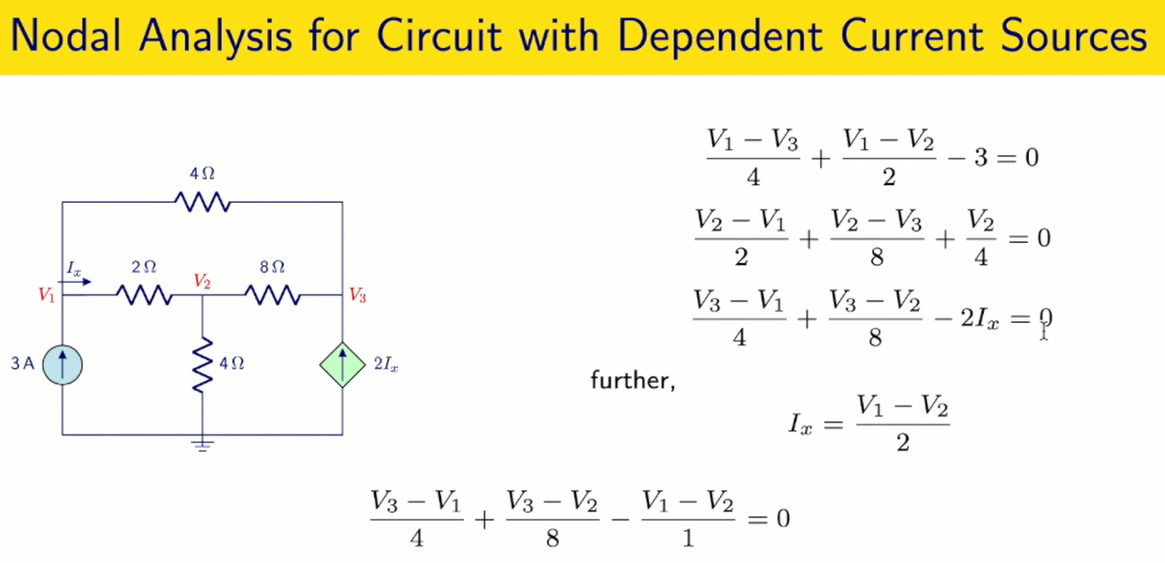 Nodal Analysis for Circuit with Dependent Current Sources
4 Ω
I_x 2 Ω V_2 8 Ω
V_1 V_3
3 A 4 Ω 2I_x
(V_1 − V_3)/4 + (V_1 − V_2)/2 − 3 = 0
(V_2 − V_1)/2 + (V_2 − V_3)/8 + V_2/4 = 0
(V_3 − V_1)/4 + (V_3 − V_2)/8 − 2I_x = 0
further,
I_x = (V_1 − V_2)/2
(V_3 − V_1)/4 + (V_3 − V_2)/8 − (V_1 − V_2)/1 = 0